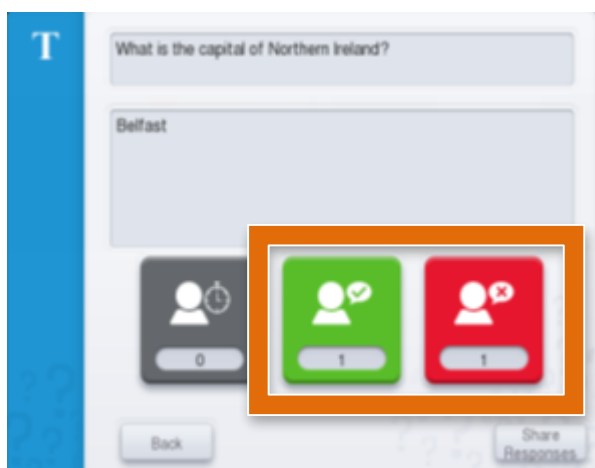 T
What is the capital of Northern Ireland?
Belfast
0
1
1
Back
Share
Responses